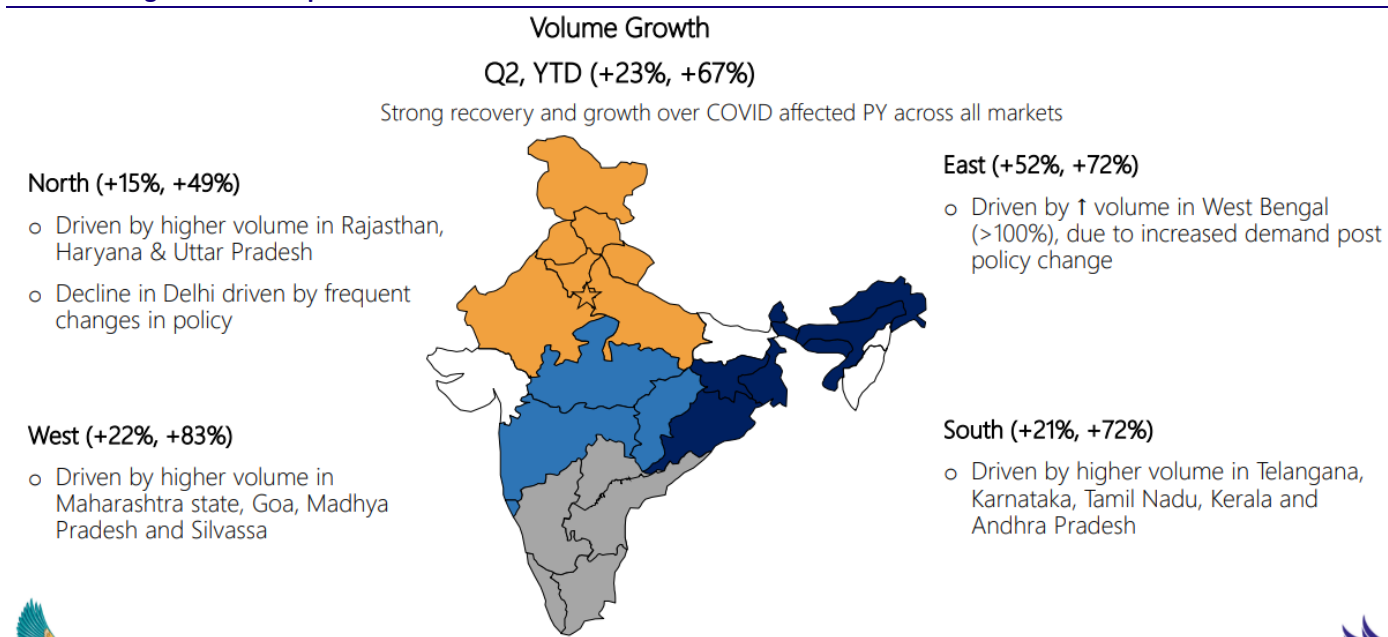 Volume Growth
Q2, YTD (+23%, +67%)
Strong recovery and growth over COVID affected PY across all markets
North (+15%, +49%)
o Driven by higher volume in Rajasthan,
Haryana & Uttar Pradesh
o Decline in Delhi driven by frequent
changes in policy
East (+52%, +72%)
o Driven by ↑ volume in West Bengal
(>100%), due to increased demand post
policy change
West (+22%, +83%)
o Driven by higher volume in
Maharashtra state, Goa, Madhya
Pradesh and Silvassa
South (+21%, +72%)
o Driven by higher volume in Telangana,
Karnataka, Tamil Nadu, Kerala and
Andhra Pradesh